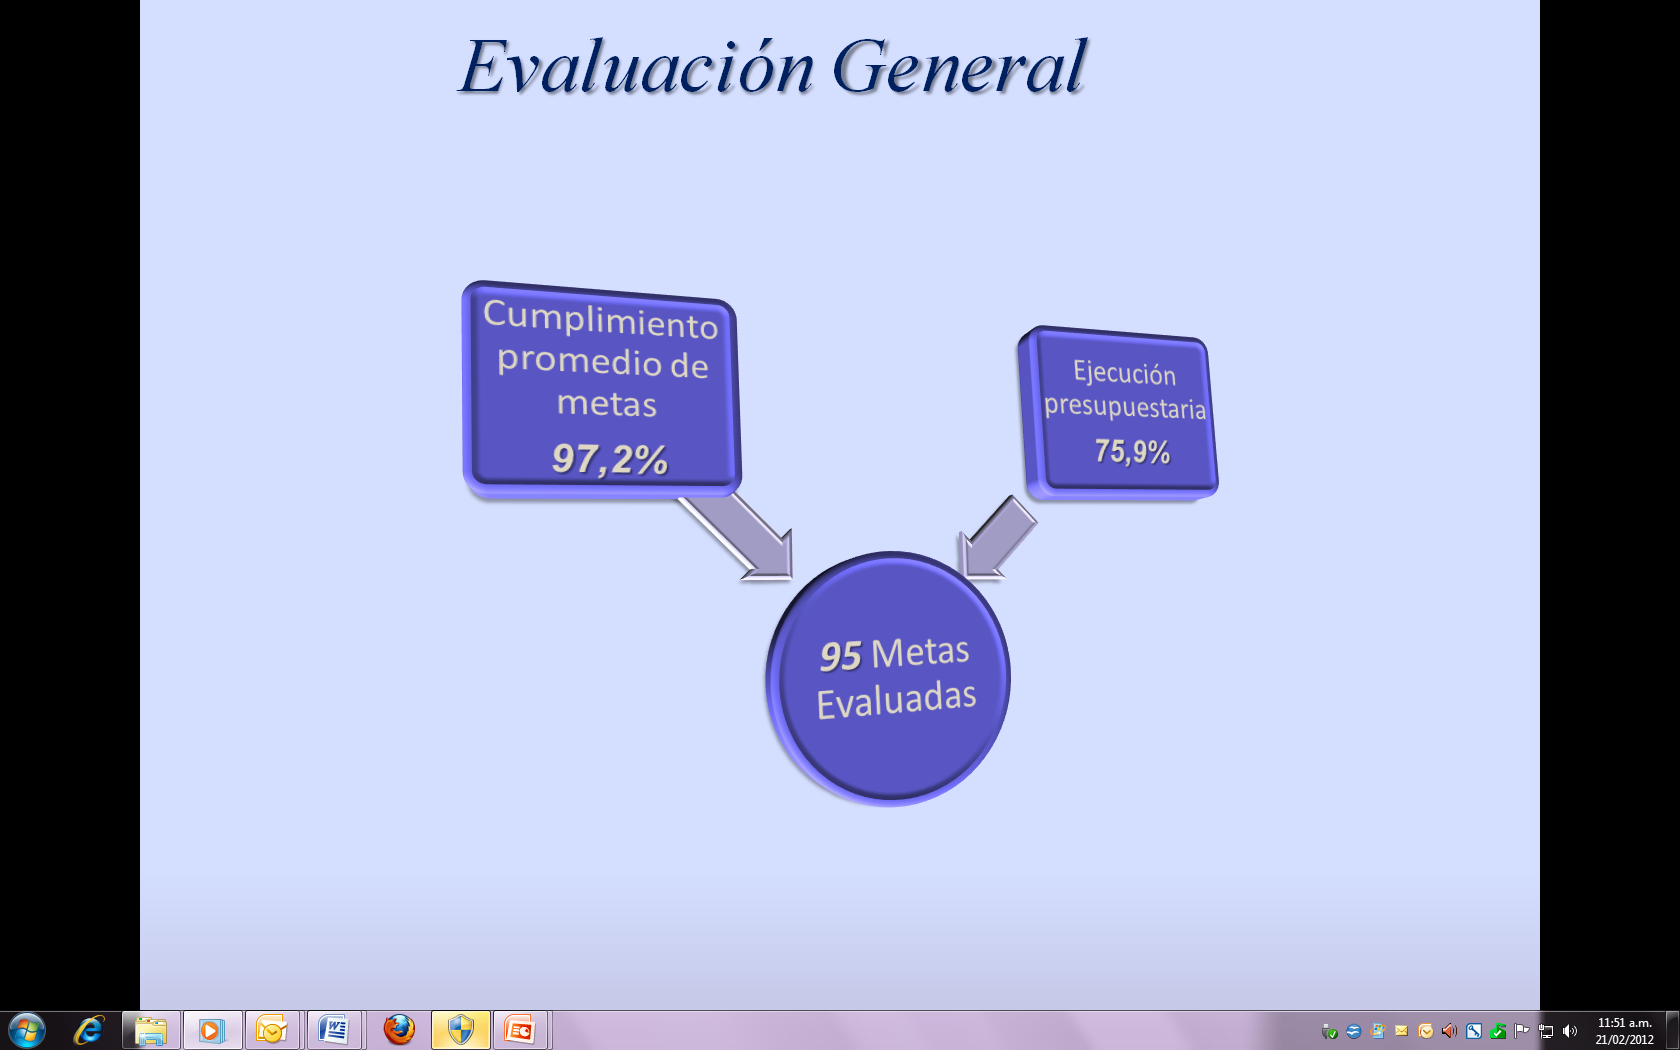 Evaluación General
Cumplimiento
promedio de
metas
97,2%
Ejecución
presupuestaria
75,9%
95 Metas
Evaluadas
11:51 a.m.
21/02/2012